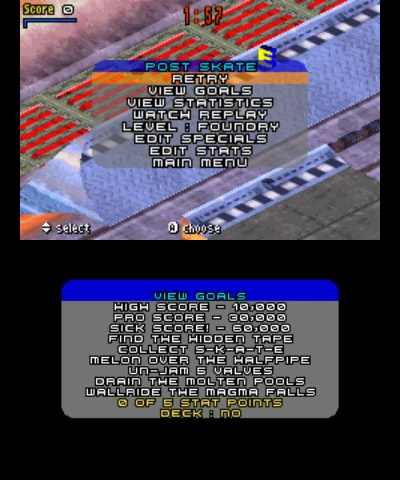 Score 0
1:57
E
POST SKATE
RETRY
VIEW GOALS
VIEW STATISTICS
WATCH REPLAY
LEVEL : FOUNDRY
EDIT SPECIALS
EDIT STATS
MAIN MENU
select
A choose
VIEW GOALS
HIGH SCORE - 10,000
PRO SCORE - 30,000
SICK SCORE! - 60,000
FIND THE HIDDEN TAPE
COLLECT S-K-A-T-E
MELON OVER THE HALFPIPE
UN-JAM 5 VALVES
DRAIN THE MOLTEN POOLS
WALLRIDE THE MAGMA FALLS
0 OF 5 STAT POINTS
DECK : NO